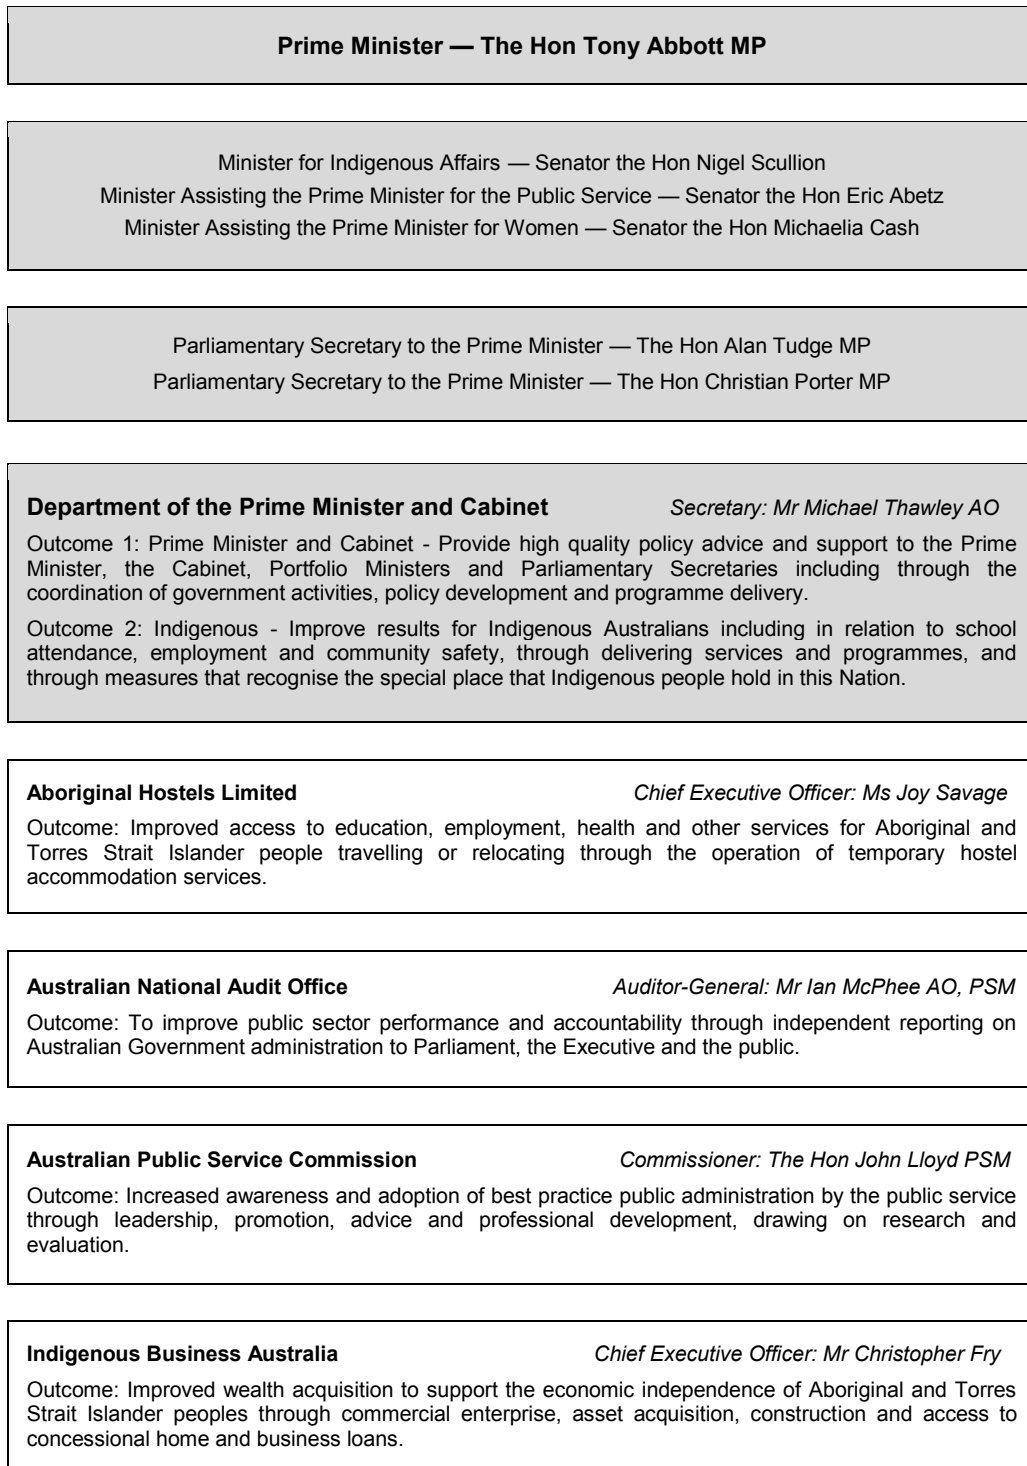 Prime Minister — The Hon Tony Abbott MP
Minister for Indigenous Affairs — Senator the Hon Nigel Scullion
Minister Assisting the Prime Minister for the Public Service — Senator the Hon Eric Abetz
Minister Assisting the Prime Minister for Women — Senator the Hon Michaelia Cash
Parliamentary Secretary to the Prime Minister — The Hon Alan Tudge MP
Parliamentary Secretary to the Prime Minister — The Hon Christian Porter MP
Department of the Prime Minister and Cabinet Secretary: Mr Michael Thawley AO
Outcome 1: Prime Minister and Cabinet - Provide high quality policy advice and support to the Prime
Minister, the Cabinet, Portfolio Ministers and Parliamentary Secretaries including through the
coordination of government activities, policy development and programme delivery.
Outcome 2: Indigenous - Improve results for Indigenous Australians including in relation to school
attendance, employment and community safety, through delivering services and programmes, and
through measures that recognise the special place that Indigenous people hold in this Nation.
Aboriginal Hostels Limited Chief Executive Officer: Ms Joy Savage
Outcome: Improved access to education, employment, health and other services for Aboriginal and
Torres Strait Islander people travelling or relocating through the operation of temporary hostel
accommodation services.
Australian National Audit Office Auditor-General: Mr Ian McPhee AO, PSM
Outcome: To improve public sector performance and accountability through independent reporting on
Australian Government administration to Parliament, the Executive and the public.
Australian Public Service Commission Commissioner: The Hon John Lloyd PSM
Outcome: Increased awareness and adoption of best practice public administration by the public service
through leadership, promotion, advice and professional development, drawing on research and
evaluation.
Indigenous Business Australia Chief Executive Officer: Mr Christopher Fry
Outcome: Improved wealth acquisition to support the economic independence of Aboriginal and Torres
Strait Islander peoples through commercial enterprise, asset acquisition, construction and access to
concessional home and business loans.